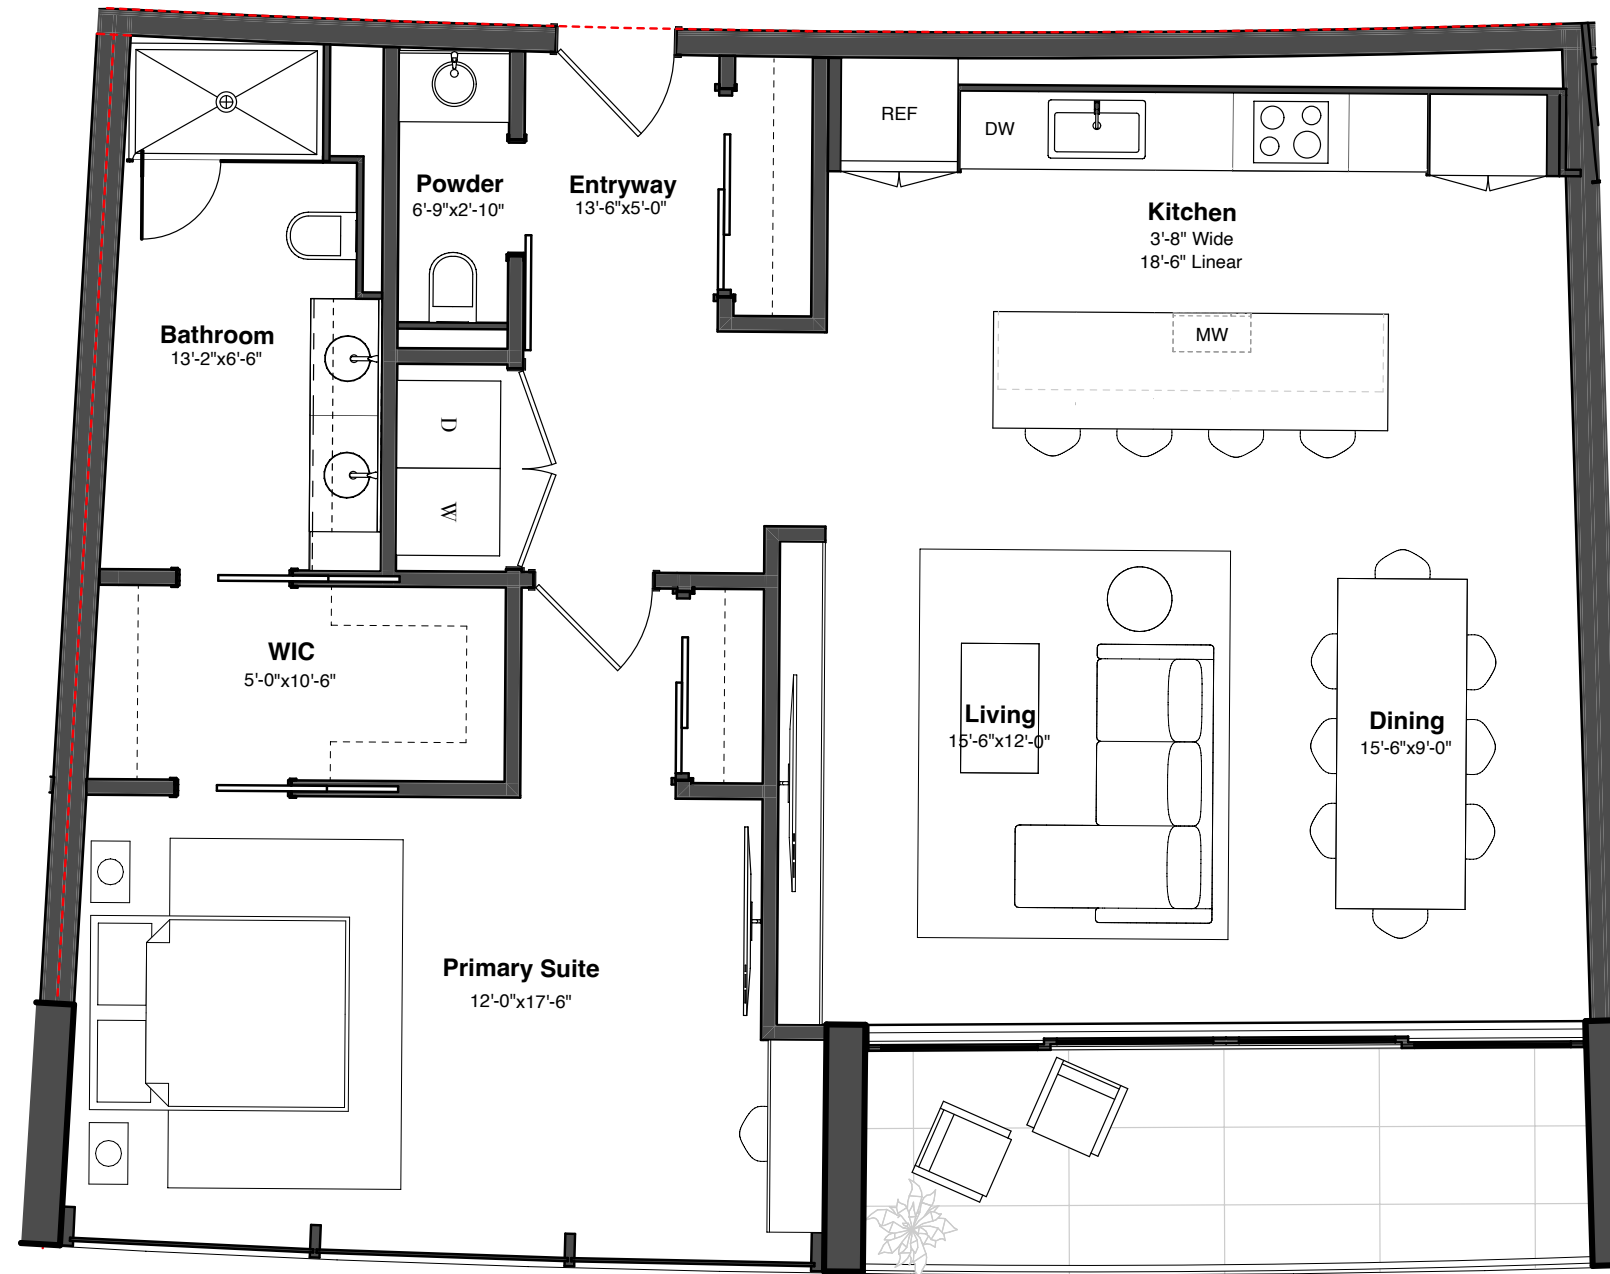 REF
DW
Powder
6'-9"x2'-10"
Entryway
13'-6"x5'-0"
Kitchen
3'-8" Wide
18'-6" Linear
Bathroom
13'-2"x6'-6"
MW
D
W
WIC
5'-0"x10'-6"
Living
15'-6"x12'-0"
Dining
15'-6"x9'-0"
Primary Suite
12'-0"x17'-6"